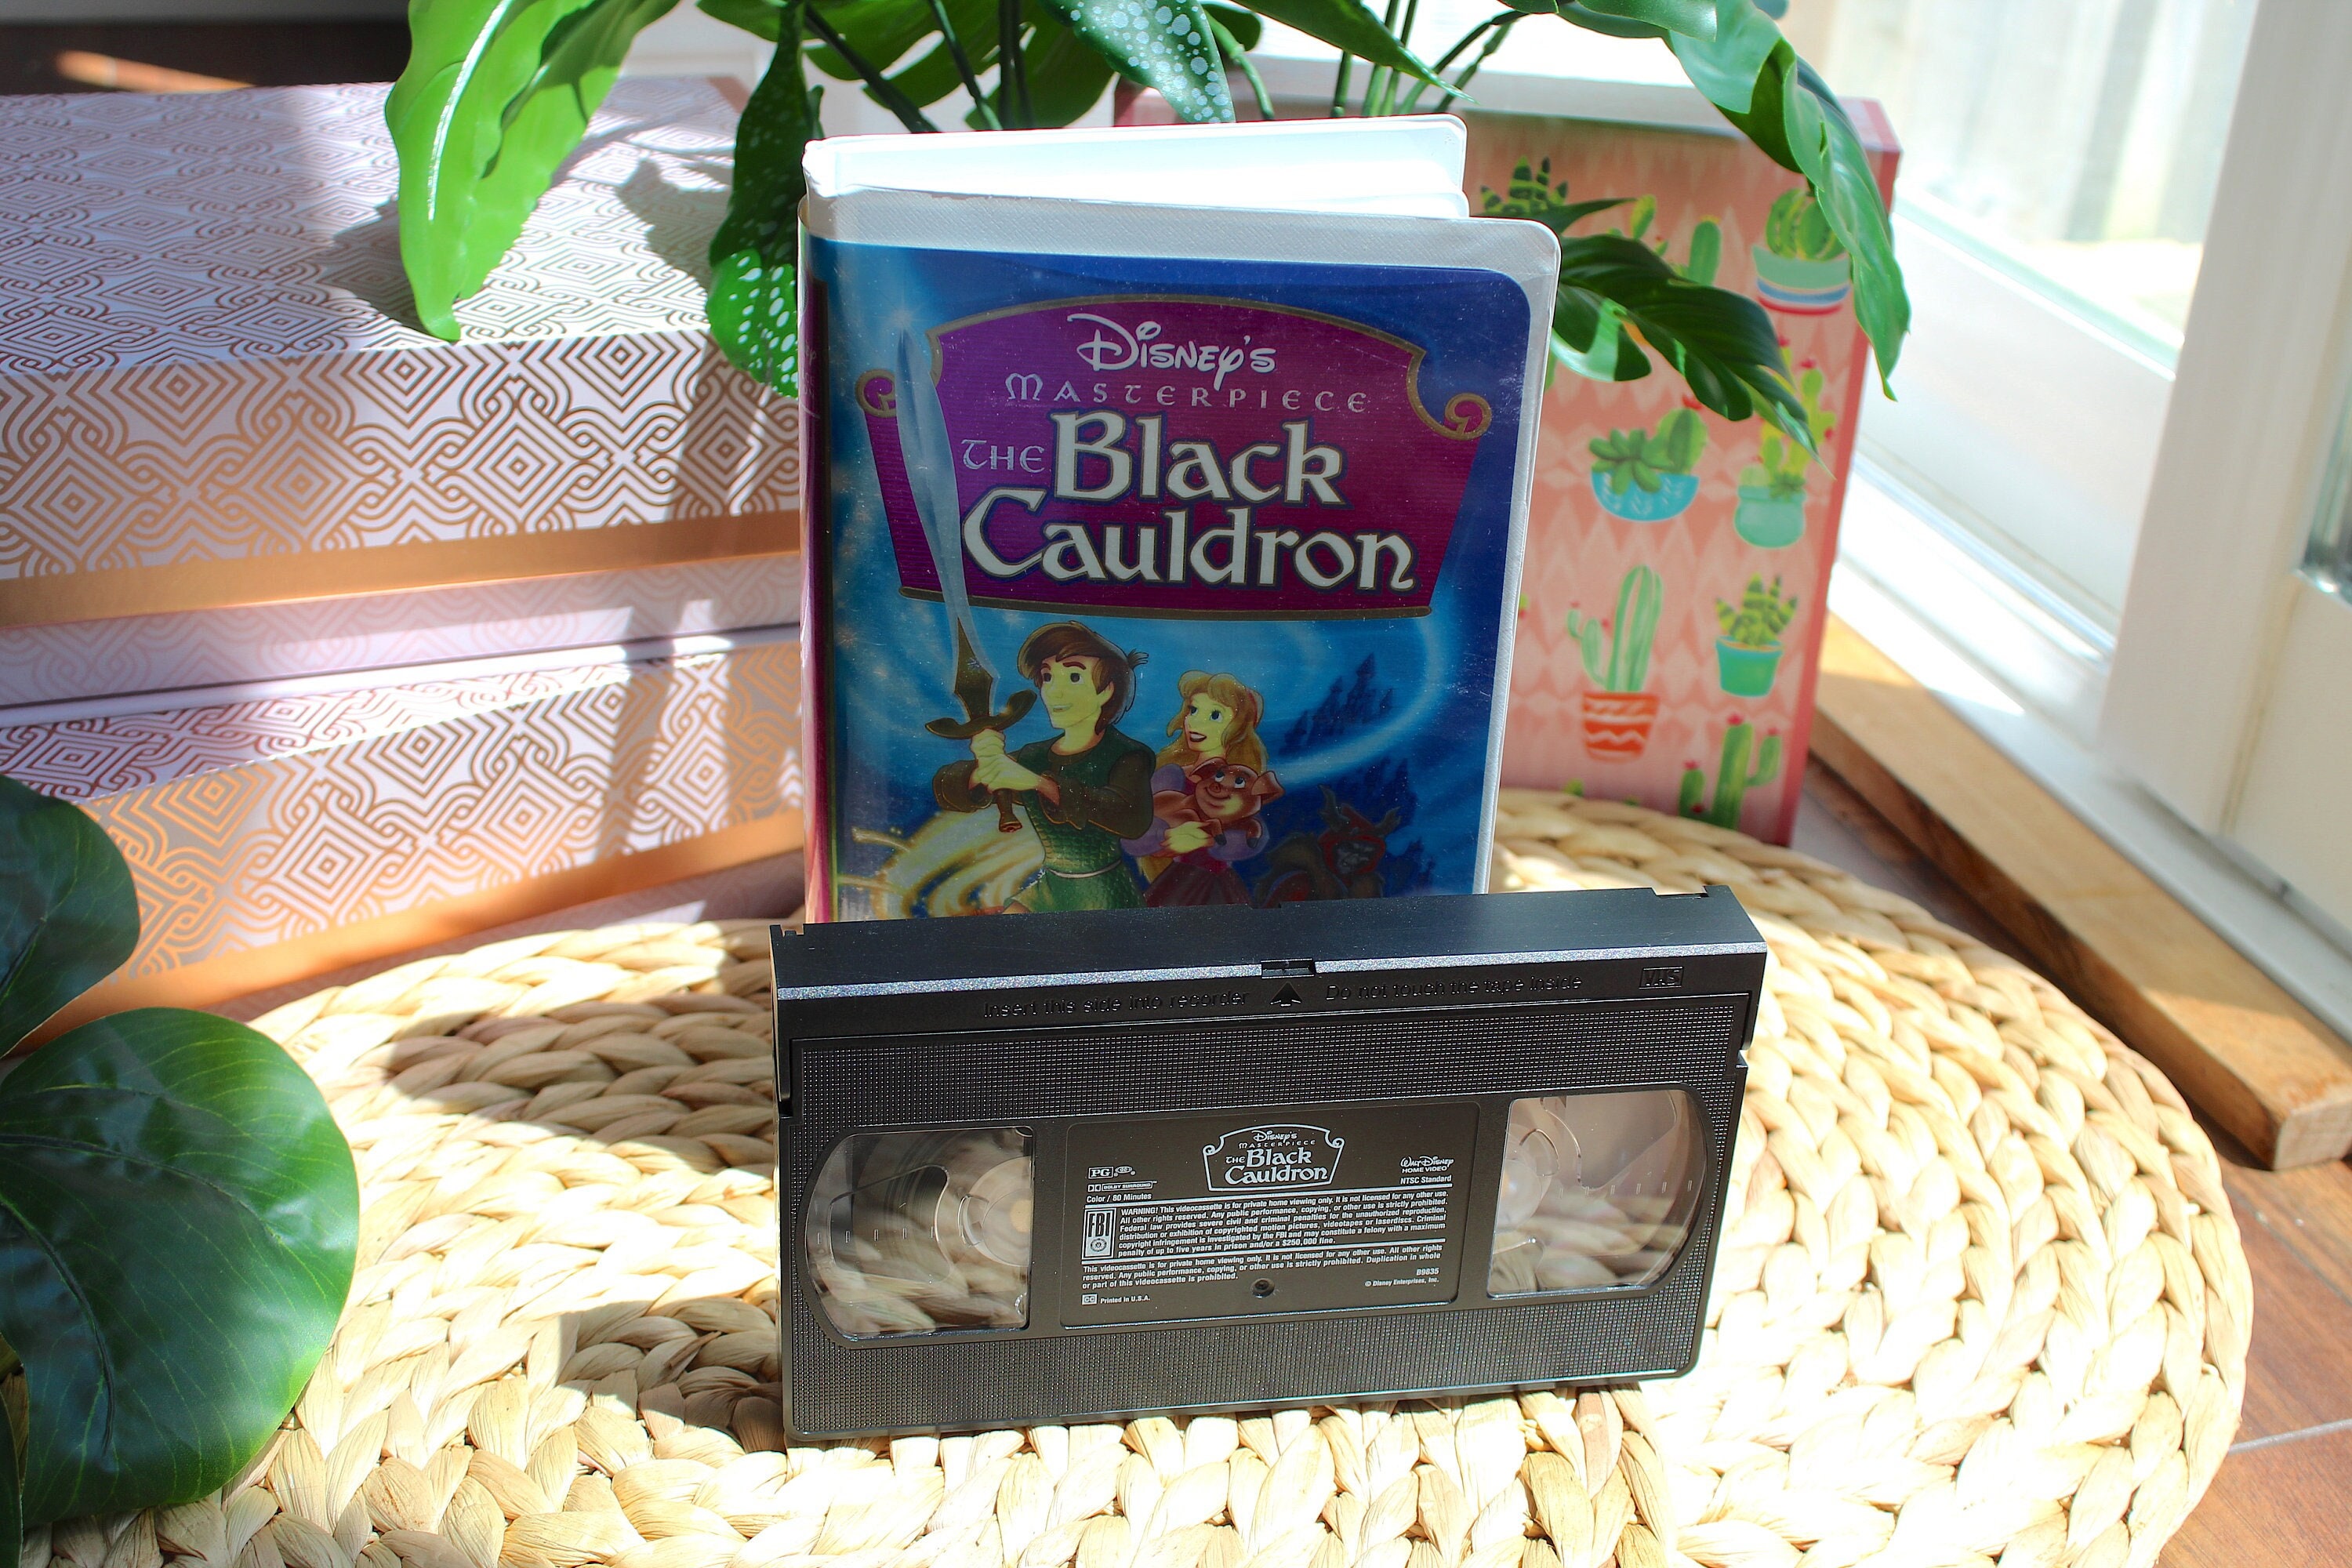 Disney's
MASTERPIECE
THE Black
Cauldron
Insert this side into recorder Do not touch the tape inside VHS
Disney's
MASTERPIECE
THE Black
Cauldron
PG
DOLBY SURROUND
Color / 80 Minutes
WALT DISNEY
HOME VIDEO
NTSC Standard
FBI
WARNING! This videocassette is for private home viewing only. It is not licensed for any other use.
All other rights reserved. Any public performance, copying, or other use is strictly prohibited.
Federal law provides severe civil and criminal penalties for the unauthorized reproduction,
distribution or exhibition of copyrighted motion pictures, videotapes or laserdiscs. Criminal
copyright infringement is investigated by the FBI and may constitute a felony with a maximum
penalty of up to five years in prison and/or a $250,000 fine.
This videocassette is for private home viewing only. It is not licensed for any other use. All other rights
reserved. Any public performance, copying, or other use is strictly prohibited. Duplication in whole
or part of this videocassette is prohibited.
B9835
CC Printed in U.S.A.
© Disney Enterprises, Inc.